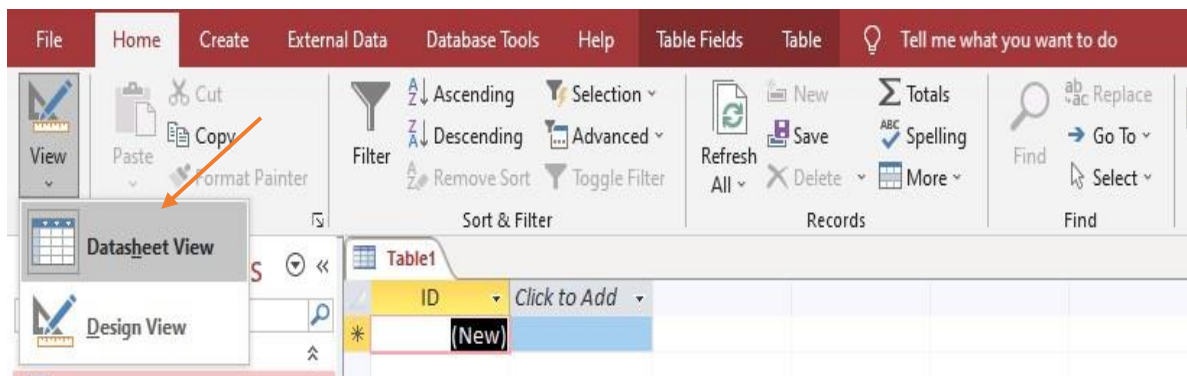 File Home Create External Data Database Tools Help Table Fields Table Tell me what you want to do
View
Paste
Cut
Copy
Format Painter
Filter
Ascending
Descending
Remove Sort
Selection
Advanced
Toggle Filter
Sort & Filter
Refresh
All
New
Save
Delete
Totals
Spelling
More
Records
Find
Replace
Go To
Select
Find
Datasheet View
Design View
S
Table1
ID Click to Add
(New)